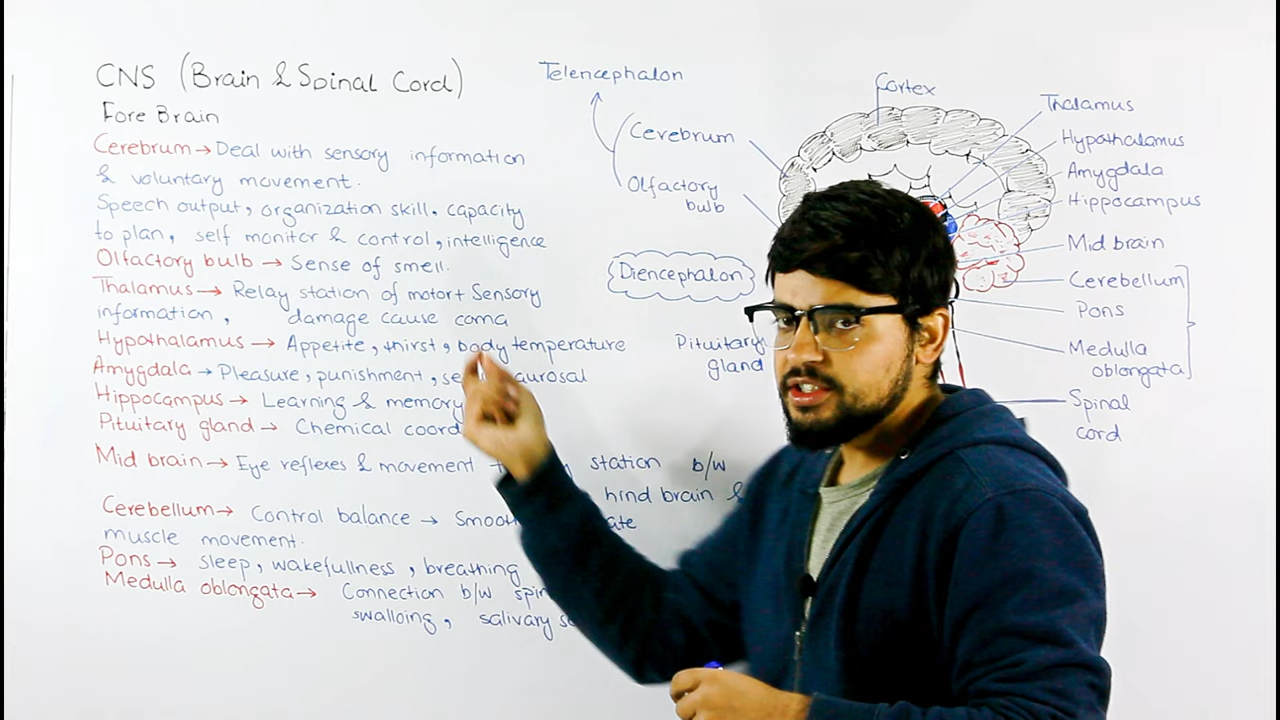 CNS (Brain & Spinal Cord)
Fore Brain
Cerebrum → Deal with sensory information
& voluntary movement.
Speech output, organization skill, capacity
to plan, self monitor & control, intelligence
Olfactory bulb → Sense of smell.
Thalamus → Relay station of motor + Sensory
information, damage cause coma
Hypothalamus → Appetite, thirst, body temperature
Amygdala → Pleasure, punishment, aurosal
Hippocampus → Learning & memory
Pituitary gland → Chemical
Mid brain → Eye reflexes & movement + station b/w
hind brain &
Cerebellum → Control balance →
muscle movement.
Pons → sleep, wakefullness, breathing
Medulla oblongata → Connection b/w
swalloing, salivary
Telencephalon
Cerebrum
Olfactory
bulb
Diencephalon
Pituitary
gland
Cortex
Thalamus
Hypothalamus
Amygdala
Hippocampus
Mid brain
Cerebellum
Pons
Medulla
oblongata
Spinal
cord